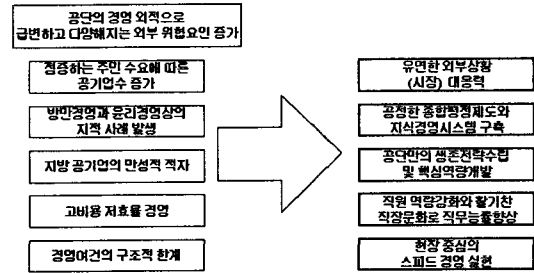 공단의 경영 외적으로
급변하고 다양해지는 외부 위험요인 증가
점증하는 주민 수요에 따른
공기업수 증가
방만경영과 윤리경영상의
지적 사례 발생
지방 공기업의 만성적 적자
고비용 저효율 경영
경영여건의 구조적 한계
유연한 외부상황
(시장) 대응력
공정한 종합평정제도와
지식경영시스템 구축
공단만의 생존전략수립
및 핵심역량개발
직원 역량강화와 활기찬
직장문화로 직무능률향상
현장 중심의
스피드 경영 실현